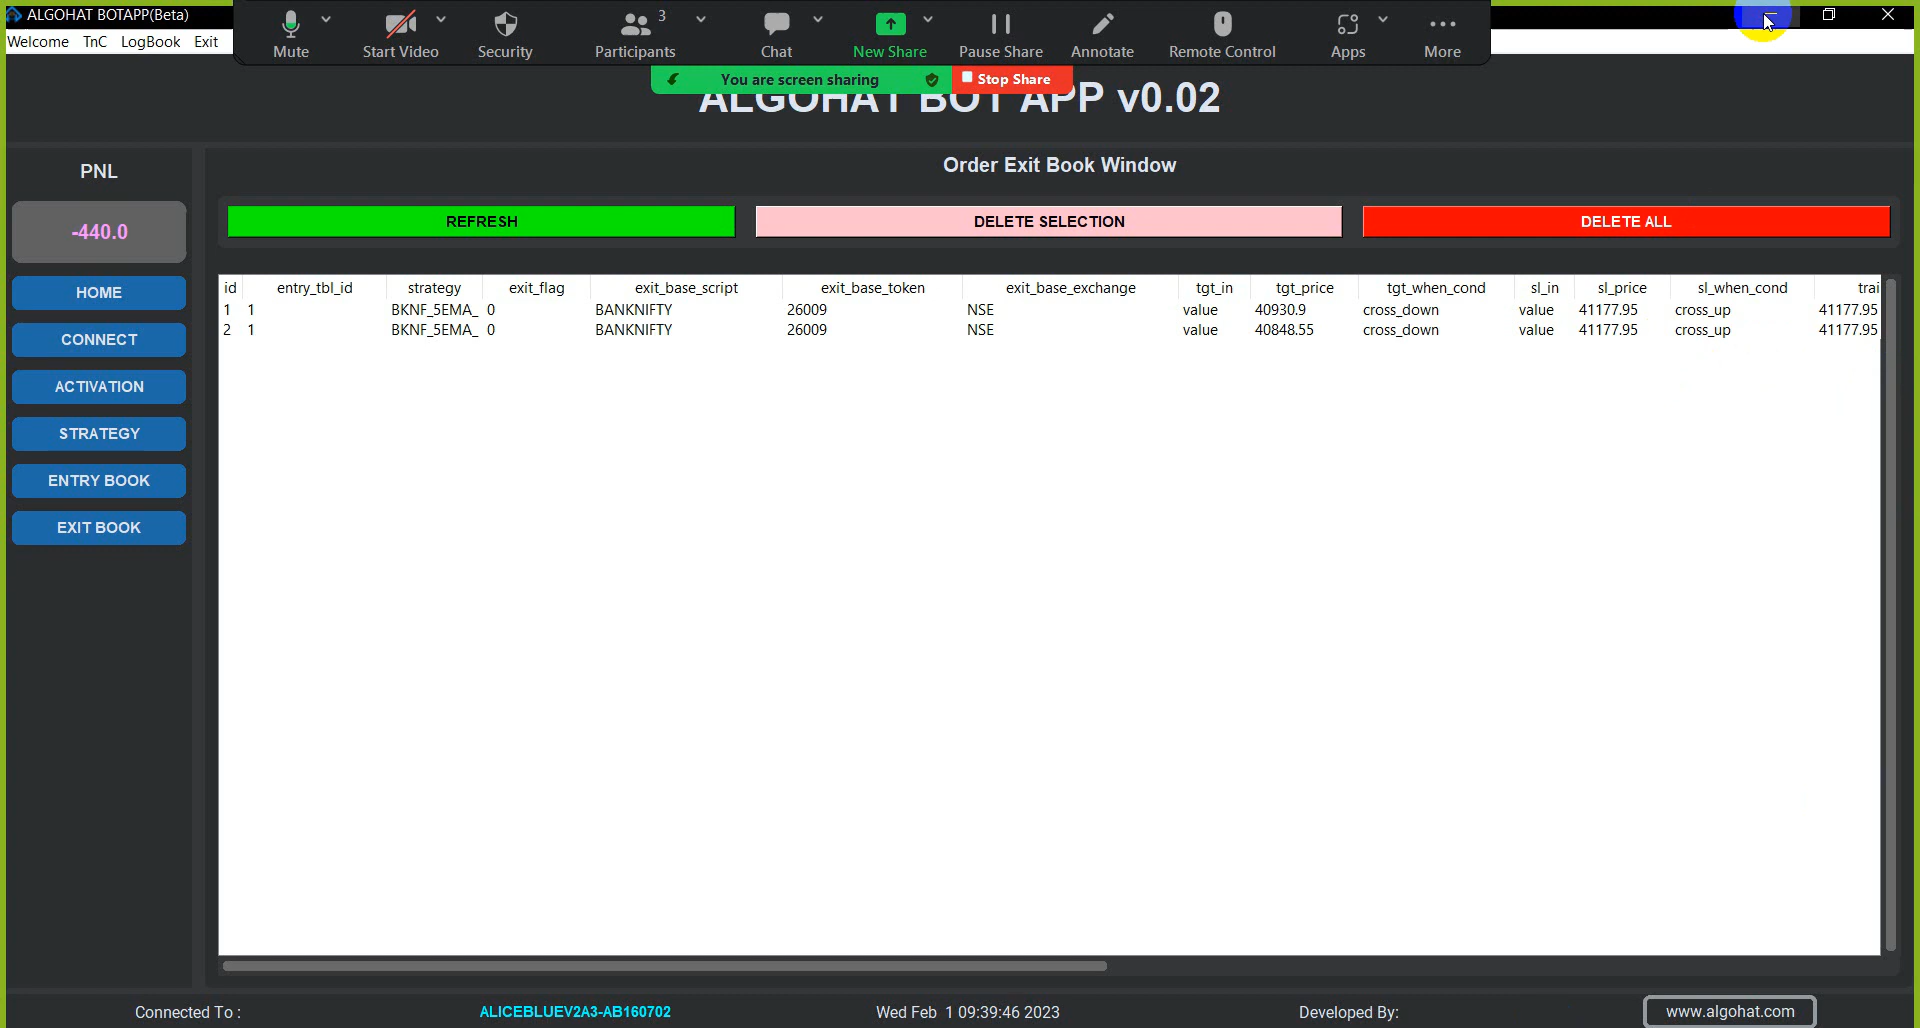 ALGOHAT BOTAPP(Beta)
Welcome TnC LogBook Exit
Mute Start Video Security Participants 3 Chat New Share Pause Share Annotate Remote Control Apps More
You are screen sharing Stop Share
ALGOHAT BOT APP v0.02
PNL
-440.0
HOME
CONNECT
ACTIVATION
STRATEGY
ENTRY BOOK
EXIT BOOK
Order Exit Book Window
REFRESH DELETE SELECTION DELETE ALL
id entry_tbl_id strategy exit_flag exit_base_script exit_base_token exit_base_exchange tgt_in tgt_price tgt_when_cond sl_in sl_price sl_when_cond trai
1 1 BKNF_5EMA_ 0 BANKNIFTY 26009 NSE value 40930.9 cross_down value 41177.95 cross_up 41177.95
2 1 BKNF_5EMA_ 0 BANKNIFTY 26009 NSE value 40848.55 cross_down value 41177.95 cross_up 41177.95
Connected To : ALICEBLUEV2A3-AB160702 Wed Feb 1 09:39:46 2023 Developed By: www.algohat.com